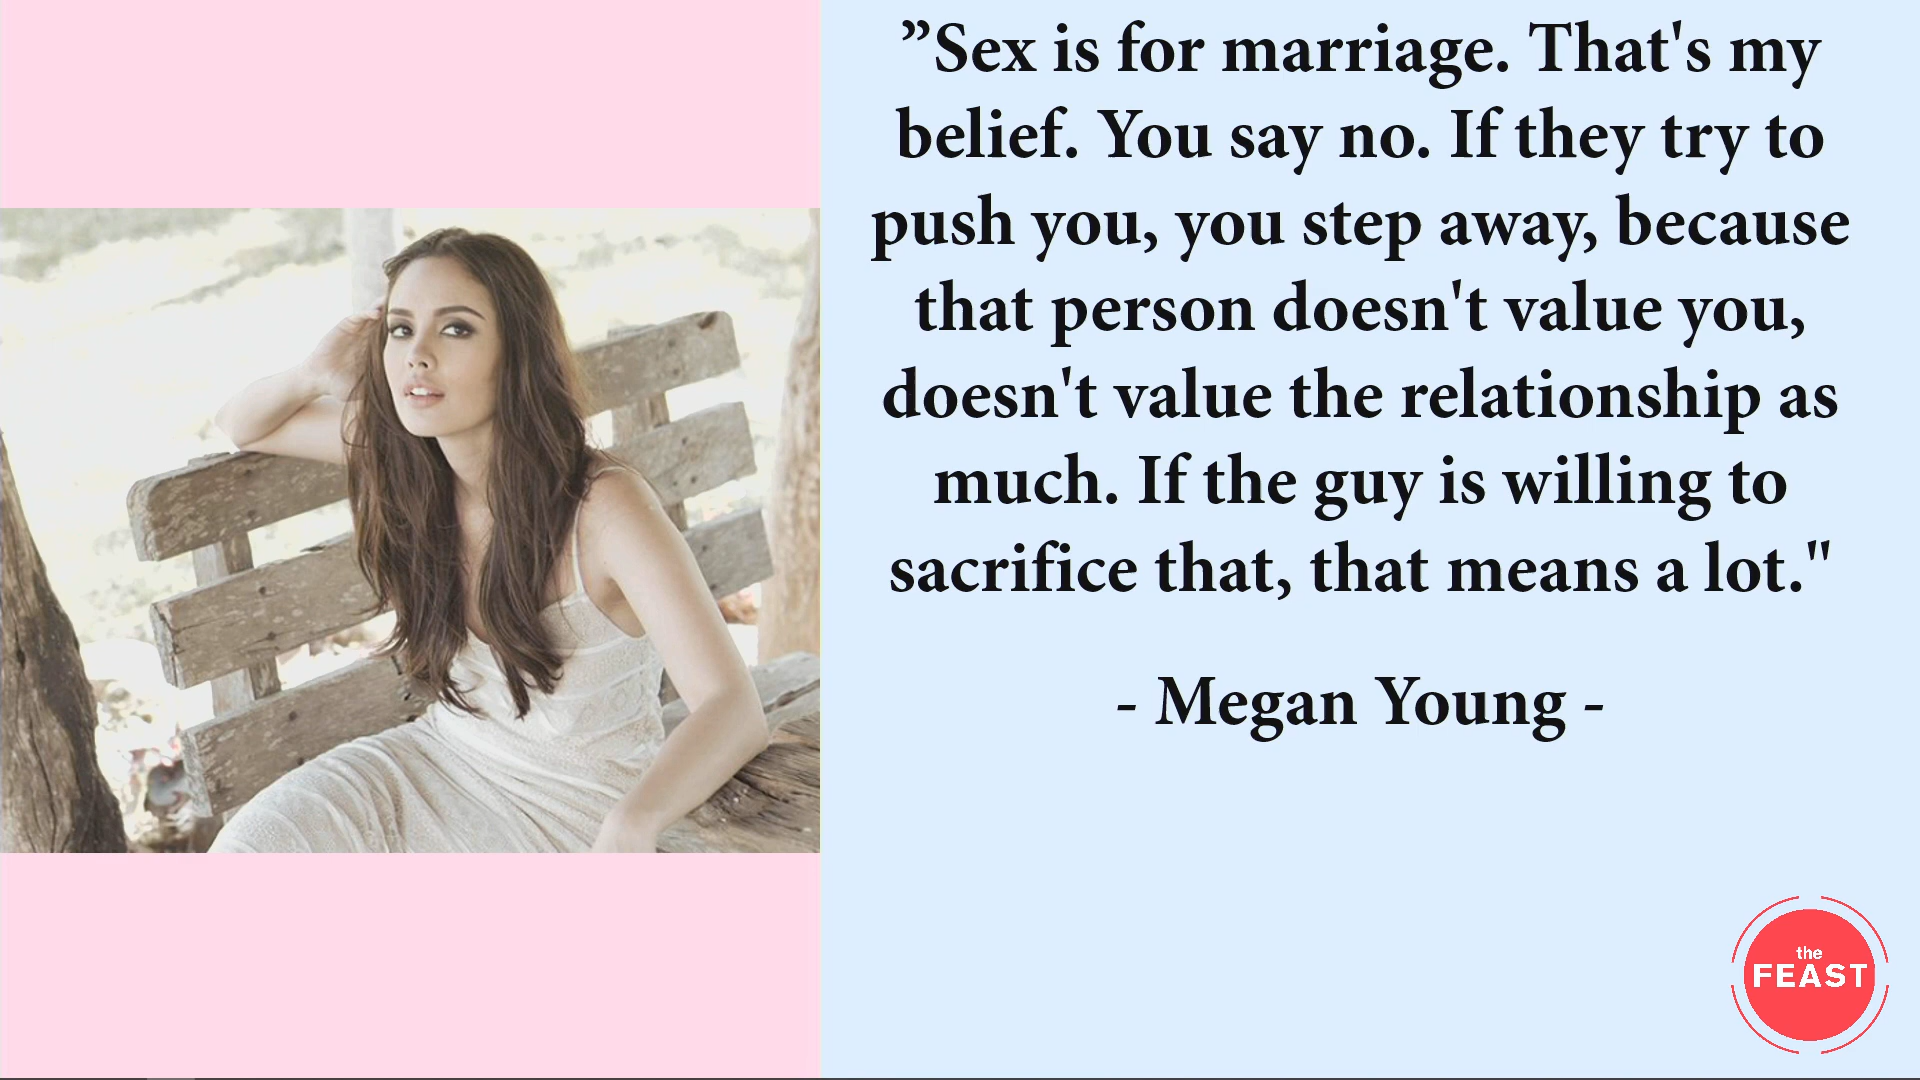 ”Sex is for marriage. That's my
belief. You say no. If they try to
push you, you step away, because
that person doesn't value you,
doesn't value the relationship as
much. If the guy is willing to
sacrifice that, that means a lot."
- Megan Young -
the
FEAST